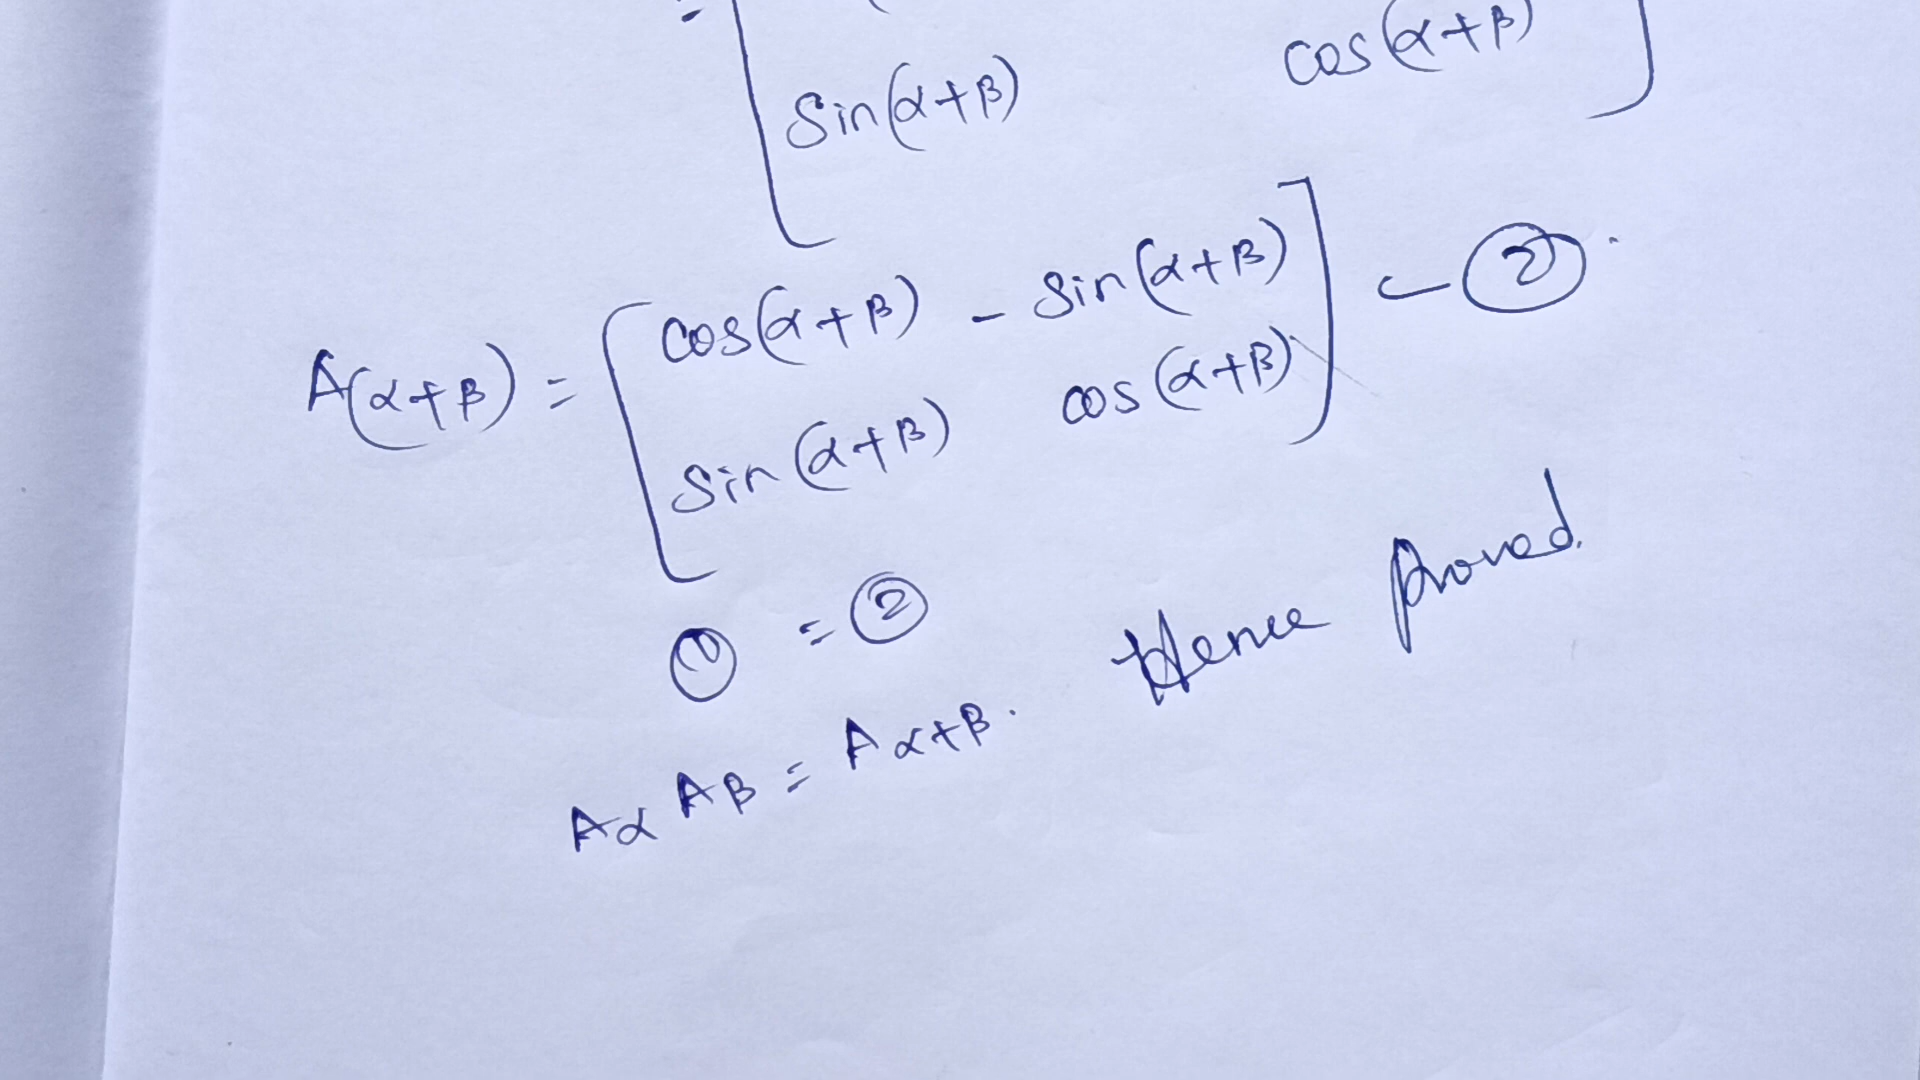 =
Sin(α+β) cos(α+β)
A(α+β) = [cos(α+β) - Sin(α+β)] - ②
Sin(α+β) cos(α+β)
① = ②
Aα Aβ = Aα+β. Hence proved.